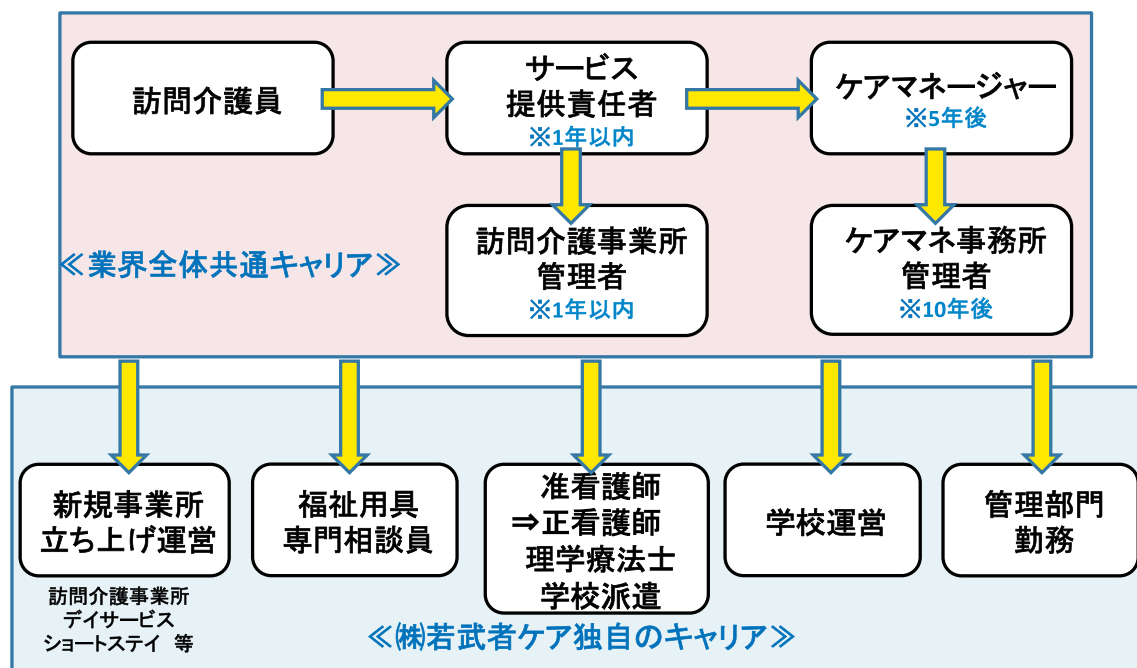 訪問介護員
サービス
提供責任者
※1年以内
ケアマネージャー
※5年後
訪問介護事業所
管理者
※1年以内
ケアマネ事務所
管理者
※10年後
≪業界全体共通キャリア≫
新規事業所
立ち上げ運営
訪問介護事業所
デイサービス
ショートステイ 等
福祉用具
専門相談員
准看護師
⇒正看護師
理学療法士
学校派遣
学校運営
管理部門
勤務
≪㈱若武者ケア独自のキャリア≫